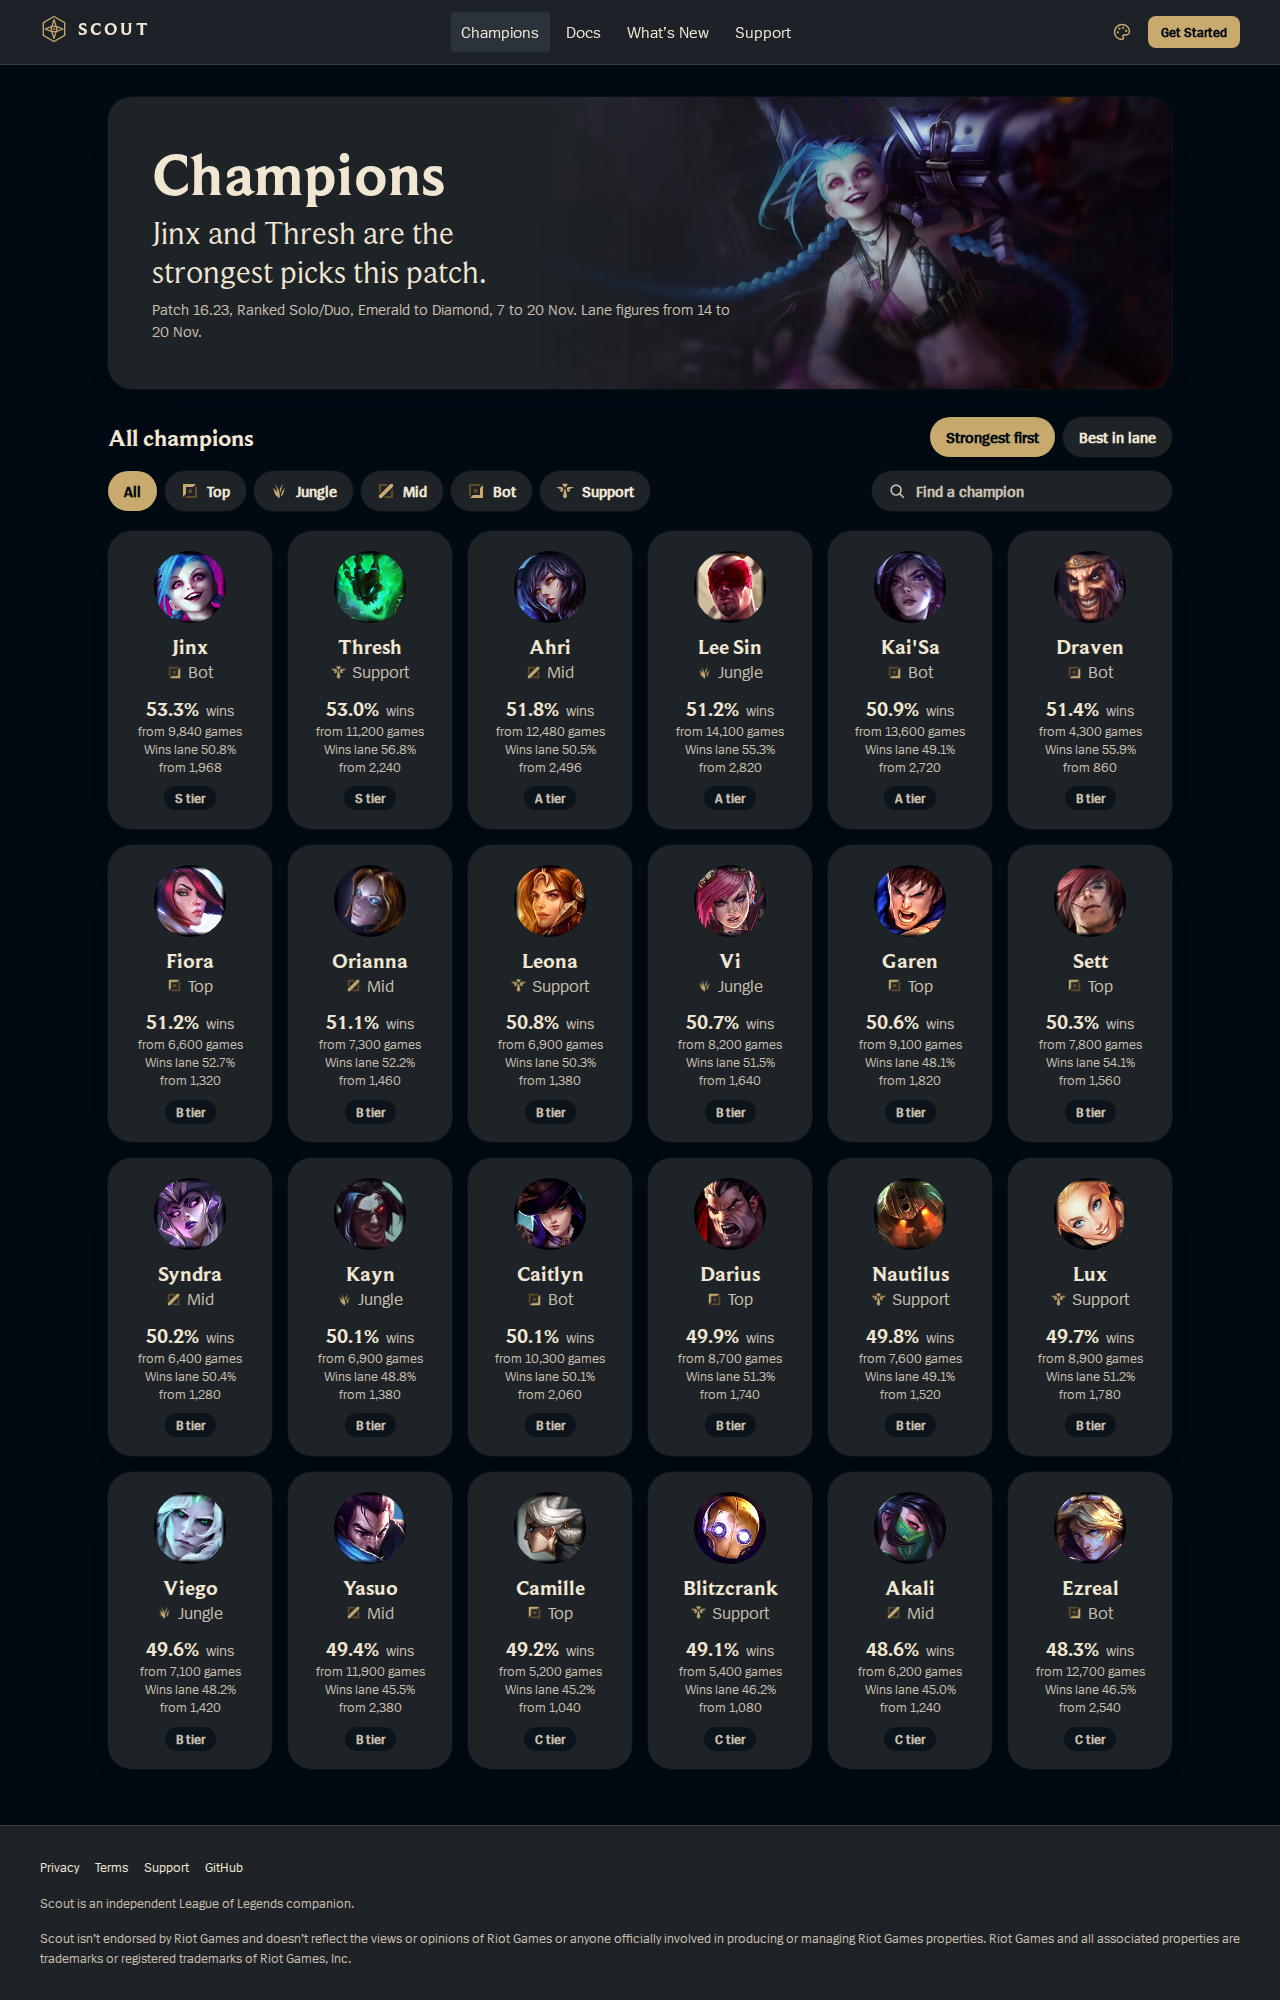 SCOUT
Champions Docs What's New Support
Get Started
Champions
Jinx and Thresh are the
strongest picks this patch.
Patch 16.23, Ranked Solo/Duo, Emerald to Diamond, 7 to 20 Nov. Lane figures from 14 to
20 Nov.
All champions
Strongest first Best in lane
All Top Jungle Mid Bot Support
Find a champion
Jinx Thresh Ahri Lee Sin Kai'Sa Draven
Bot Support Mid Jungle Bot Bot
53.3% wins 53.0% wins 51.8% wins 51.2% wins 50.9% wins 51.4% wins
from 9,840 games from 11,200 games from 12,480 games from 14,100 games from 13,600 games from 4,300 games
Wins lane 50.8% Wins lane 56.8% Wins lane 50.5% Wins lane 55.3% Wins lane 49.1% Wins lane 55.9%
from 1,968 from 2,240 from 2,496 from 2,820 from 2,720 from 860
S tier S tier A tier A tier A tier B tier
Fiora Orianna Leona Vi Garen Sett
Top Mid Support Jungle Top Top
51.2% wins 51.1% wins 50.8% wins 50.7% wins 50.6% wins 50.3% wins
from 6,600 games from 7,300 games from 6,900 games from 8,200 games from 9,100 games from 7,800 games
Wins lane 52.7% Wins lane 52.2% Wins lane 50.3% Wins lane 51.5% Wins lane 48.1% Wins lane 54.1%
from 1,320 from 1,460 from 1,380 from 1,640 from 1,820 from 1,560
B tier B tier B tier B tier B tier B tier
Syndra Kayn Caitlyn Darius Nautilus Lux
Mid Jungle Bot Top Support Support
50.2% wins 50.1% wins 50.1% wins 49.9% wins 49.8% wins 49.7% wins
from 6,400 games from 6,900 games from 10,300 games from 8,700 games from 7,600 games from 8,900 games
Wins lane 50.4% Wins lane 48.8% Wins lane 50.1% Wins lane 51.3% Wins lane 49.1% Wins lane 51.2%
from 1,280 from 1,380 from 2,060 from 1,740 from 1,520 from 1,780
B tier B tier B tier B tier B tier B tier
Viego Yasuo Camille Blitzcrank Akali Ezreal
Jungle Mid Top Support Mid Bot
49.6% wins 49.4% wins 49.2% wins 49.1% wins 48.6% wins 48.3% wins
from 7,100 games from 11,900 games from 5,200 games from 5,400 games from 6,200 games from 12,700 games
Wins lane 48.2% Wins lane 45.5% Wins lane 45.2% Wins lane 46.2% Wins lane 45.0% Wins lane 46.5%
from 1,420 from 2,380 from 1,040 from 1,080 from 1,240 from 2,540
B tier B tier C tier C tier C tier C tier
Privacy Terms Support GitHub
Scout is an independent League of Legends companion.
Scout isn't endorsed by Riot Games and doesn't reflect the views or opinions of Riot Games or anyone officially involved in producing or managing Riot Games properties. Riot Games and all associated properties are
trademarks or registered trademarks of Riot Games, Inc.